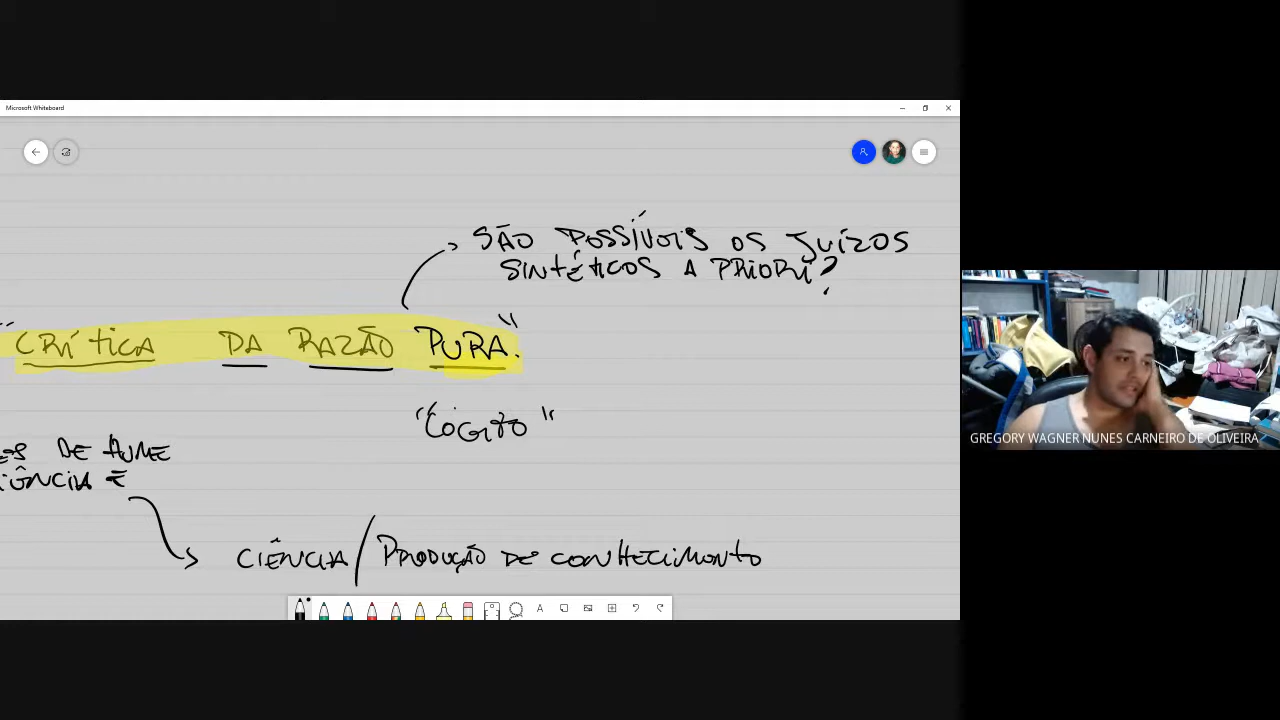 Microsoft Whiteboard
SÃO POSSÍVEIS OS JUÍZOS
SINTÉTICOS A PRIORI?
"CRÍTICA DA RAZÃO PURA."
"COGITO"
DE HUME
CIÊNCIA / PRODUÇÃO DE CONHECIMENTO
GREGORY WAGNER NUNES CARNEIRO DE OLIVEIRA
A